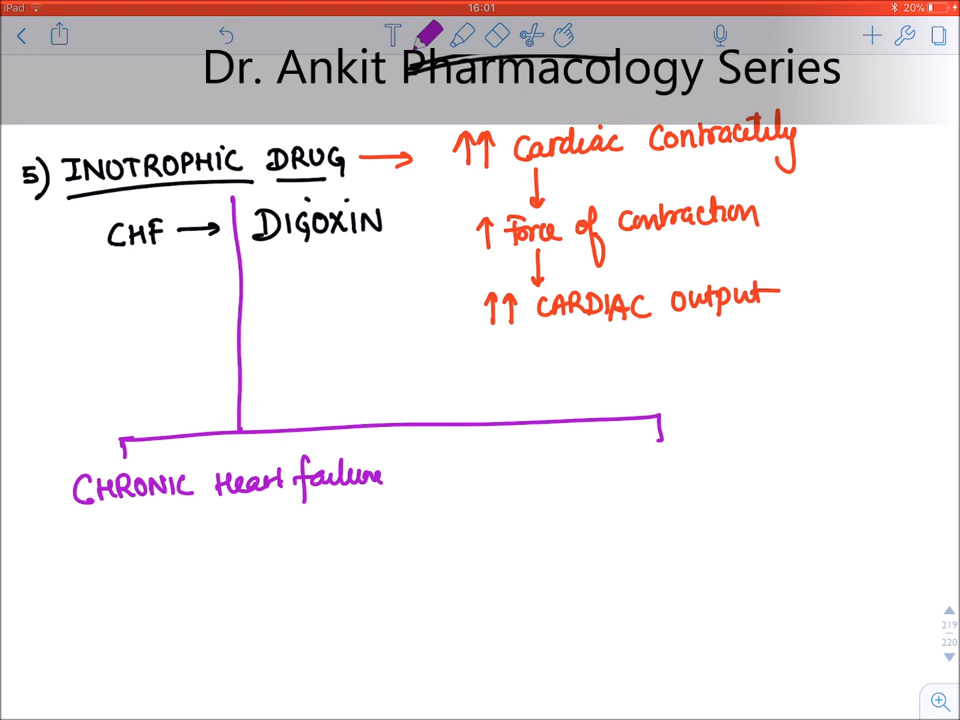 iPad 16:01 20%
T
Dr. Ankit Pharmacology Series
5) INOTROPHIC DRUG → ↑↑ Cardiac Contracetily
CHF → DIGOXIN
↓
↑ Force of contraction
↓
↑↑ CARDIAC OUtpUt
CHRONIC Heart failure
219
220